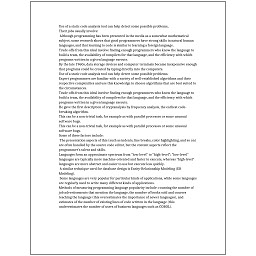 Use of a static code analysis tool can help detect some possible problems.
Their jobs usually involve:
Although programming has been presented in the media as a somewhat mathematical
subject, some research shows that good programmers have strong skills in natural human
languages, and that learning to code is similar to learning a foreign language.
Trade-offs from this ideal involve finding enough programmers who know the language to
build a team, the availability of compilers for that language, and the efficiency with which
programs written in a given language execute.
By the late 1960s, data storage devices and computer terminals became inexpensive enough
that programs could be created by typing directly into the computers.
Use of a static code analysis tool can help detect some possible problems.
Expert programmers are familiar with a variety of well-established algorithms and their
respective complexities and use this knowledge to choose algorithms that are best suited to the
circumstances.
Trade-offs from this ideal involve finding enough programmers who know the language to
build a team, the availability of compilers for that language, and the efficiency with which
programs written in a given language execute.
He gave the first description of cryptanalysis by frequency analysis, the earliest code-
breaking algorithm.
This can be a non-trivial task, for example as with parallel processes or some unusual
software bugs.
This can be a non-trivial task, for example as with parallel processes or some unusual
software bugs.
Some of these factors include:
The presentation aspects of this (such as indents, line breaks, color highlighting, and so on)
are often handled by the source code editor, but the content aspects reflect the
programmer's talent and skills.
Languages form an approximate spectrum from "low-level" to "high-level"; "low-level"
languages are typically more machine-oriented and faster to execute, whereas "high-level"
languages are more abstract and easier to use but execute less quickly.
A similar technique used for database design is Entity-Relationship Modeling (ER
Modeling).
Some languages are very popular for particular kinds of applications, while some languages
are regularly used to write many different kinds of applications.
Methods of measuring programming language popularity include: counting the number of
job advertisements that mention the language, the number of books sold and courses
teaching the language (this overestimates the importance of newer languages), and
estimates of the number of existing lines of code written in the language (this
underestimates the number of users of business languages such as COBOL).